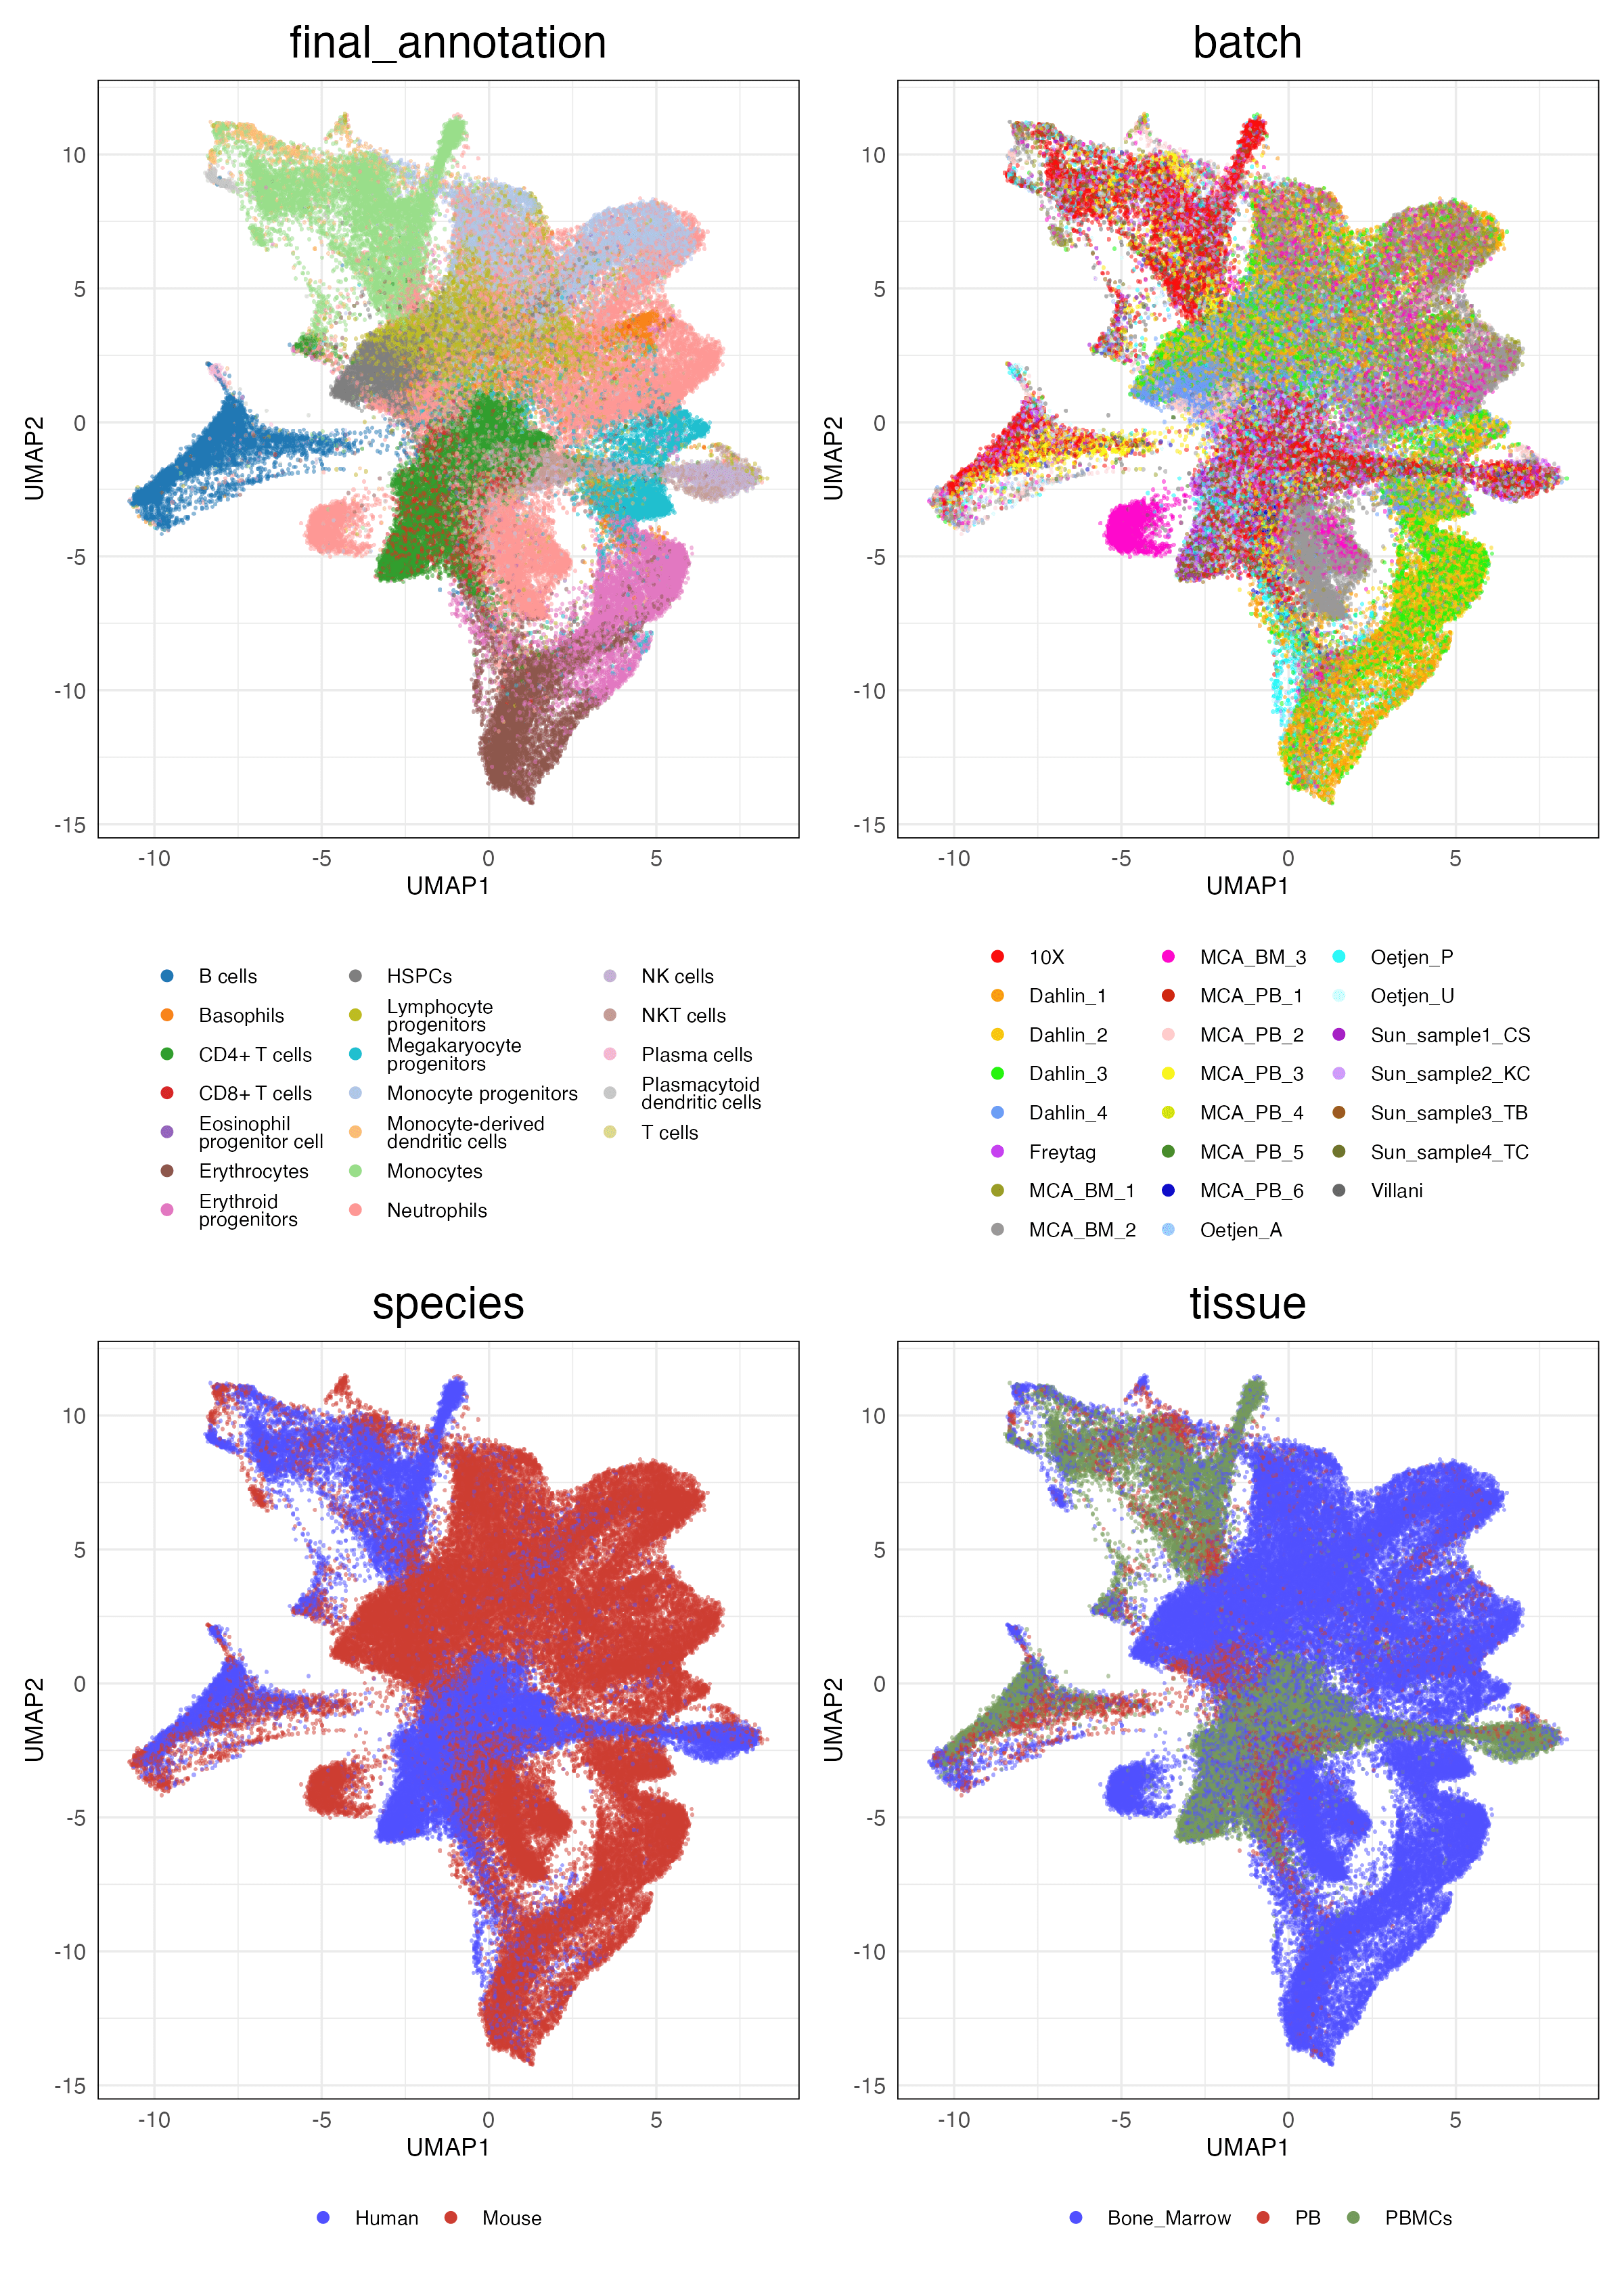 final_annotation
10
5
0
-5
-10
-15
UMAP2
-10
-5
0
5
UMAP1
B cells
Basophils
CD4+ T cells
CD8+ T cells
Eosinophil
progenitor cell
Erythrocytes
Erythroid
progenitors
HSPCs
Lymphocyte
progenitors
Megakaryocyte
progenitors
Monocyte progenitors
Monocyte-derived
dendritic cells
Monocytes
Neutrophils
NK cells
NKT cells
Plasma cells
Plasmacytoid
dendritic cells
T cells
batch
10
5
0
-5
-10
-15
UMAP2
-10
-5
0
5
UMAP1
10X
Dahlin_1
Dahlin_2
Dahlin_3
Dahlin_4
Freytag
MCA_BM_1
MCA_BM_2
MCA_BM_3
MCA_PB_1
MCA_PB_2
MCA_PB_3
MCA_PB_4
MCA_PB_5
MCA_PB_6
Oetjen_A
Oetjen_P
Oetjen_U
Sun_sample1_CS
Sun_sample2_KC
Sun_sample3_TB
Sun_sample4_TC
Villani
species
10
5
0
-5
-10
-15
UMAP2
-10
-5
0
5
UMAP1
Human
Mouse
tissue
10
5
0
-5
-10
-15
UMAP2
-10
-5
0
5
UMAP1
Bone_Marrow
PB
PBMCs